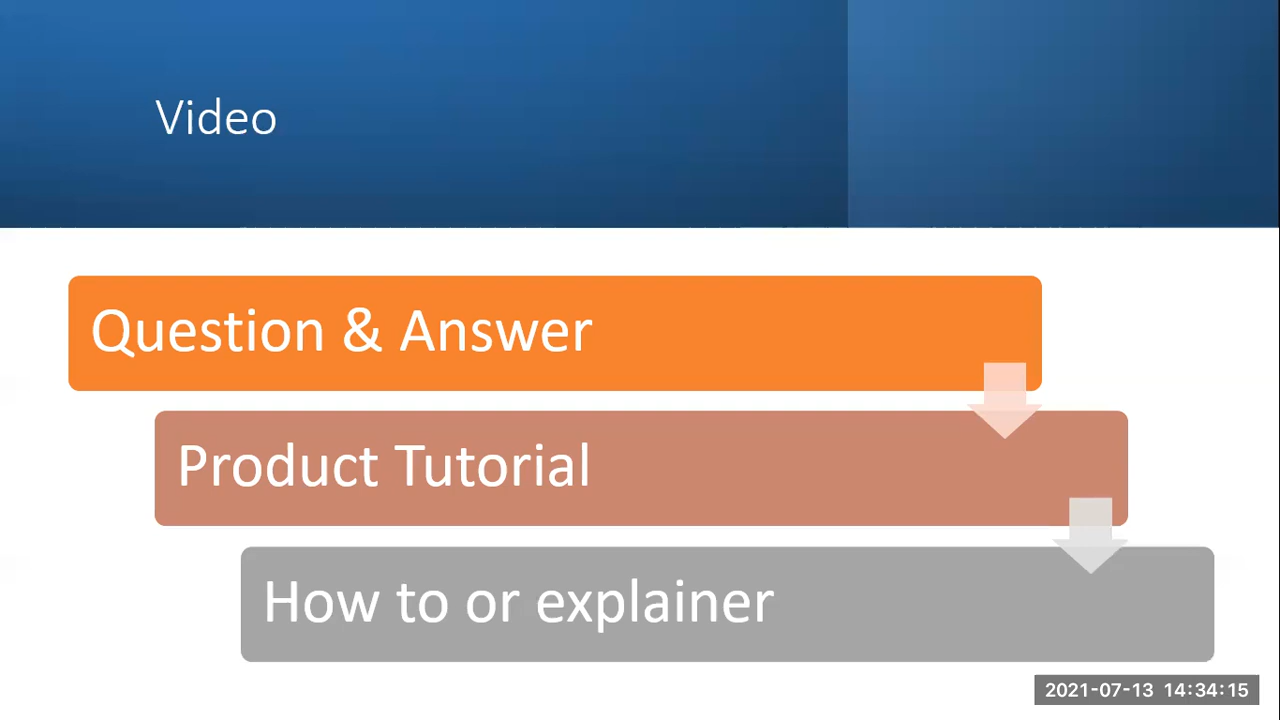 Video
Question & Answer
Product Tutorial
How to or explainer
2021-07-13 14:34:15